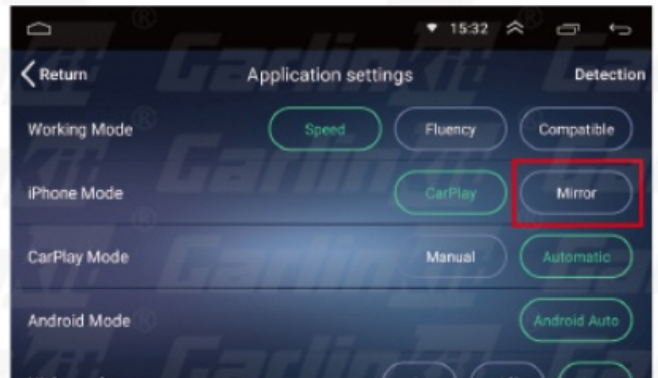 15:32
Return Application settings Detection
Working Mode Speed Fluency Compatible
iPhone Mode CarPlay Mirror
CarPlay Mode Manual Automatic
Android Mode Android Auto